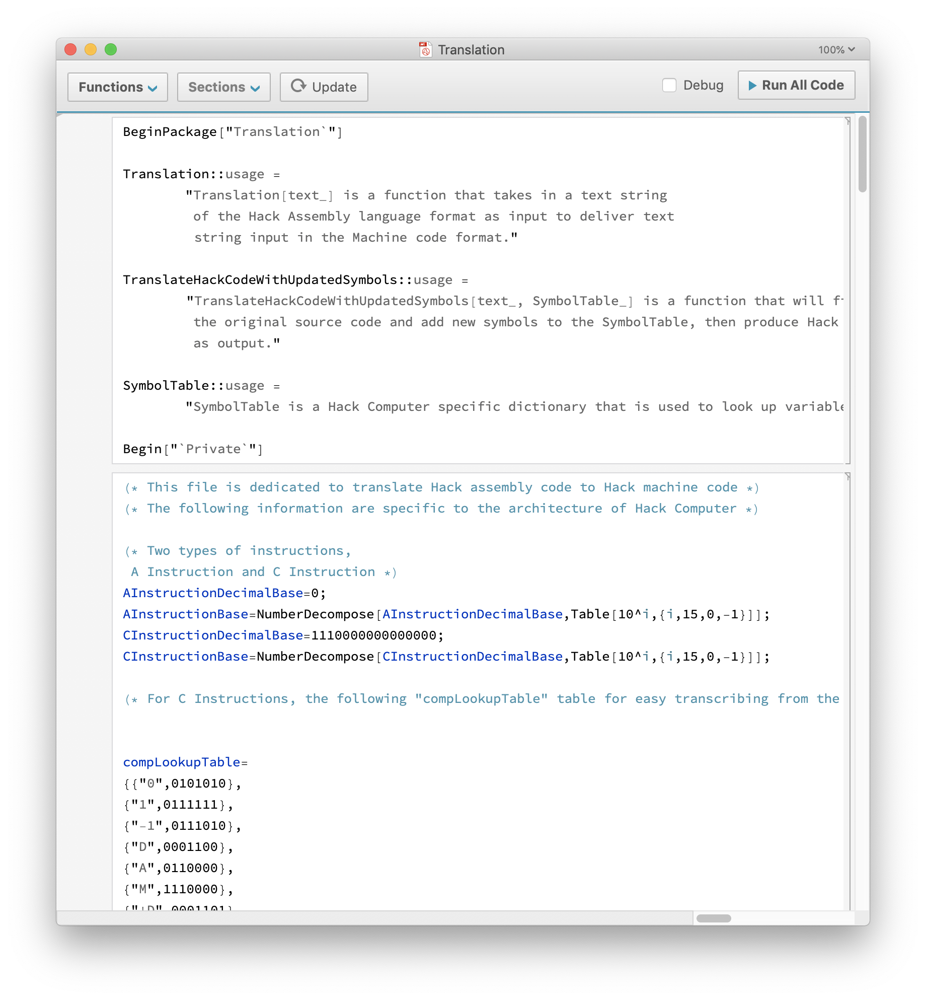 Translation
100%
Functions
Sections
Update
Debug
Run All Code
BeginPackage["Translation`"]
Translation::usage =
"Translation[text_] is a function that takes in a text string
of the Hack Assembly language format as input to deliver text
string input in the Machine code format."
TranslateHackCodeWithUpdatedSymbols::usage =
"TranslateHackCodeWithUpdatedSymbols[text_, SymbolTable_] is a function that will
the original source code and add new symbols to the SymbolTable, then produce Hack
as output."
SymbolTable::usage =
"SymbolTable is a Hack Computer specific dictionary that is used to look up variable
Begin["`Private`"]
(* This file is dedicated to translate Hack assembly code to Hack machine code *)
(* The following information are specific to the architecture of Hack Computer *)
(* Two types of instructions,
A Instruction and C Instruction *)
AInstructionDecimalBase=0;
AInstructionBase=NumberDecompose[AInstructionDecimalBase,Table[10^i,{i,15,0,-1}]];
CInstructionDecimalBase=1110000000000000;
CInstructionBase=NumberDecompose[CInstructionDecimalBase,Table[10^i,{i,15,0,-1}]];
(* For C Instructions, the following "compLookupTable" table for easy transcribing from the
compLookupTable=
{{"0",0101010},
{"1",0111111},
{"-1",0111010},
{"D",0001100},
{"A",0110000},
{"M",1110000},
{"!D",0001101}